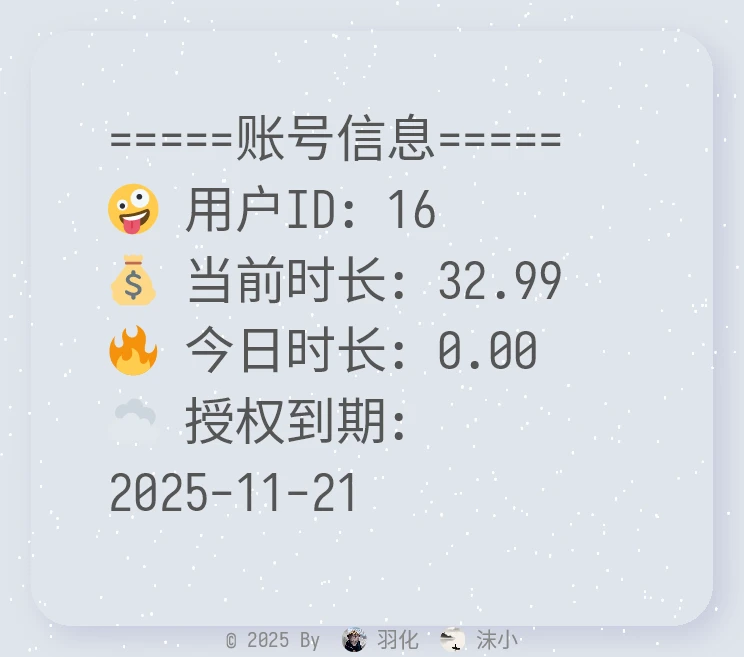 =====账号信息=====
🤪 用户ID: 16
💰 当前时长: 32.99
🔥 今日时长: 0.00
☁️ 授权到期:
2025-11-21
© 2025 By 羽化 沫小